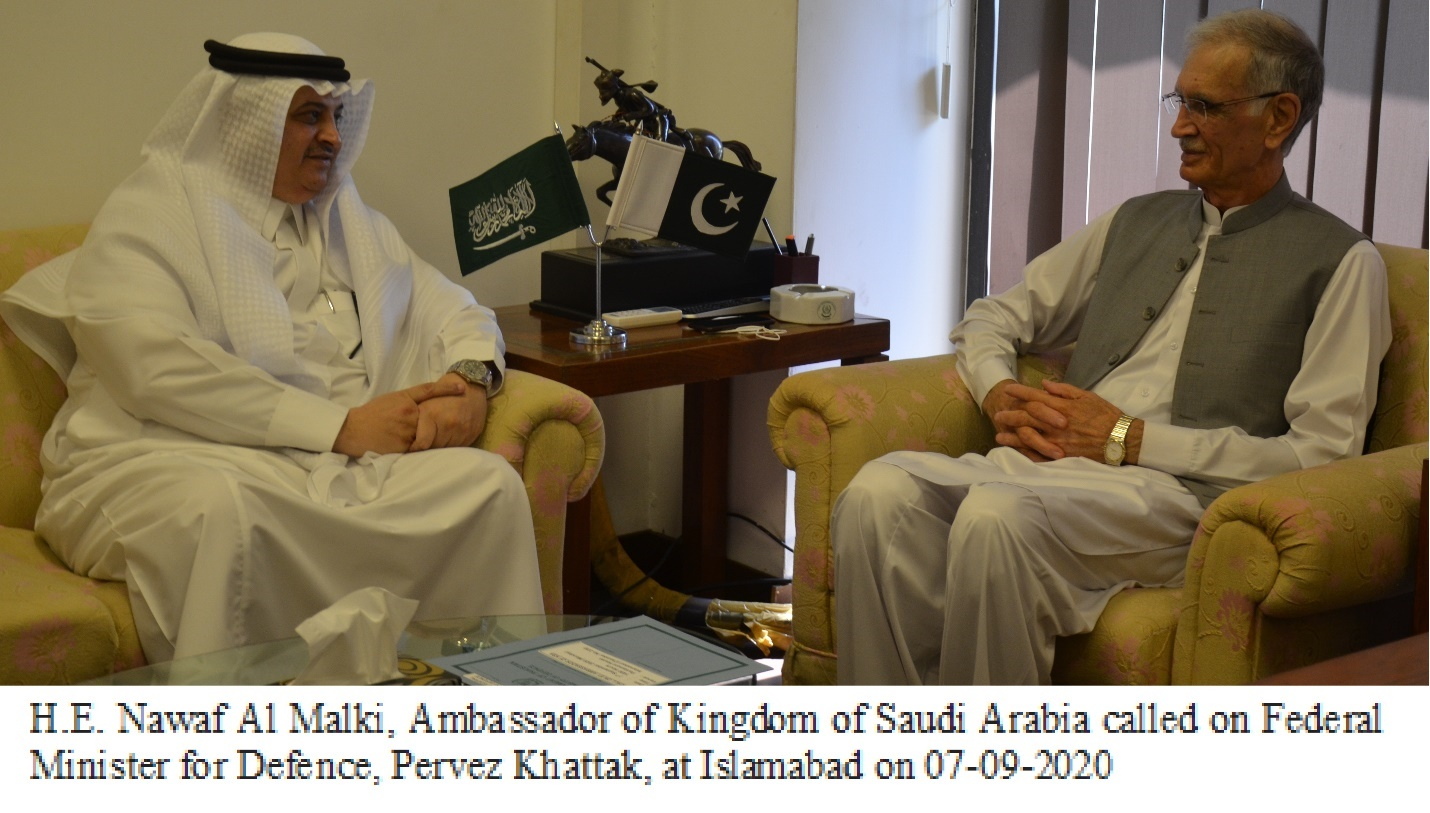 H.E. Nawaf Al Malki, Ambassador of Kingdom of Saudi Arabia called on Federal
Minister for Defence, Pervez Khattak, at Islamabad on 07-09-2020